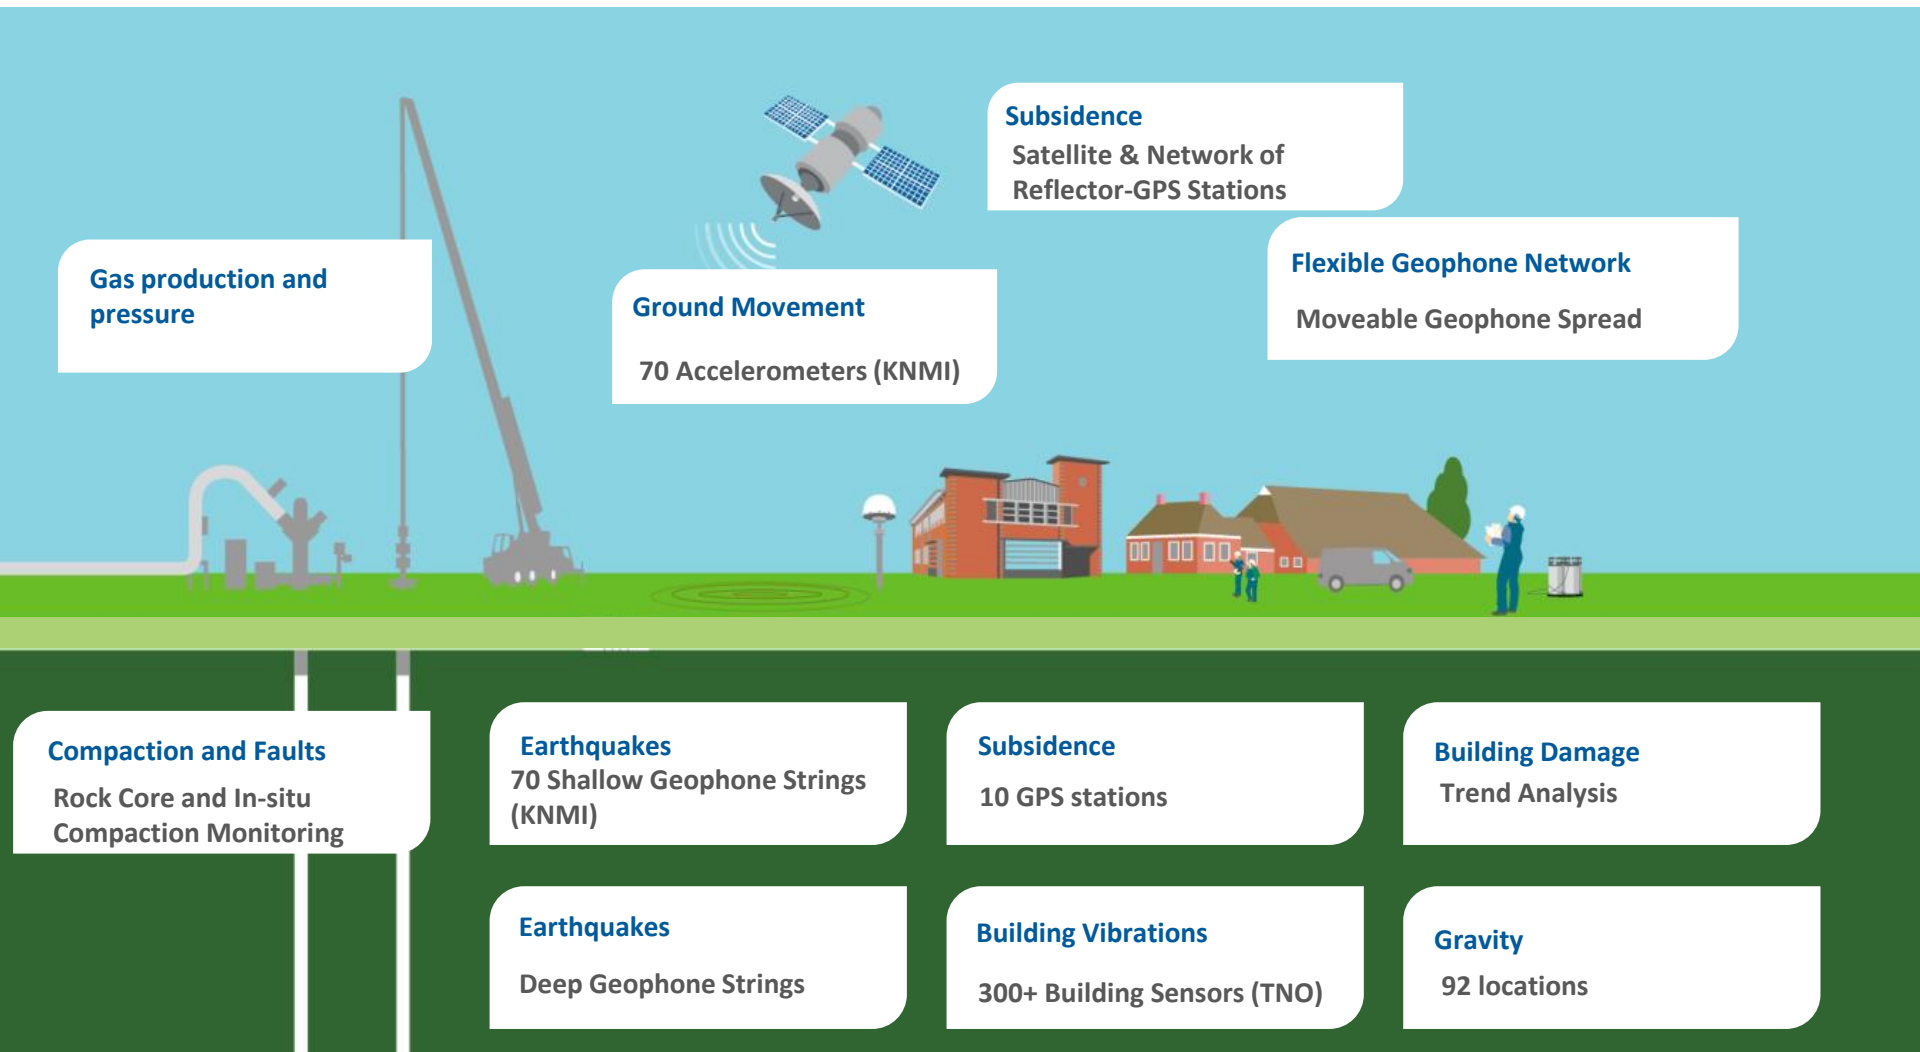 Subsidence
Satellite & Network of
Reflector-GPS Stations
Gas production and
pressure
Ground Movement
70 Accelerometers (KNMI)
Flexible Geophone Network
Moveable Geophone Spread
Compaction and Faults
Rock Core and In-situ
Compaction Monitoring
Earthquakes
70 Shallow Geophone Strings
(KNMI)
Subsidence
10 GPS stations
Building Damage
Trend Analysis
Earthquakes
Deep Geophone Strings
Building Vibrations
300+ Building Sensors (TNO)
Gravity
92 locations